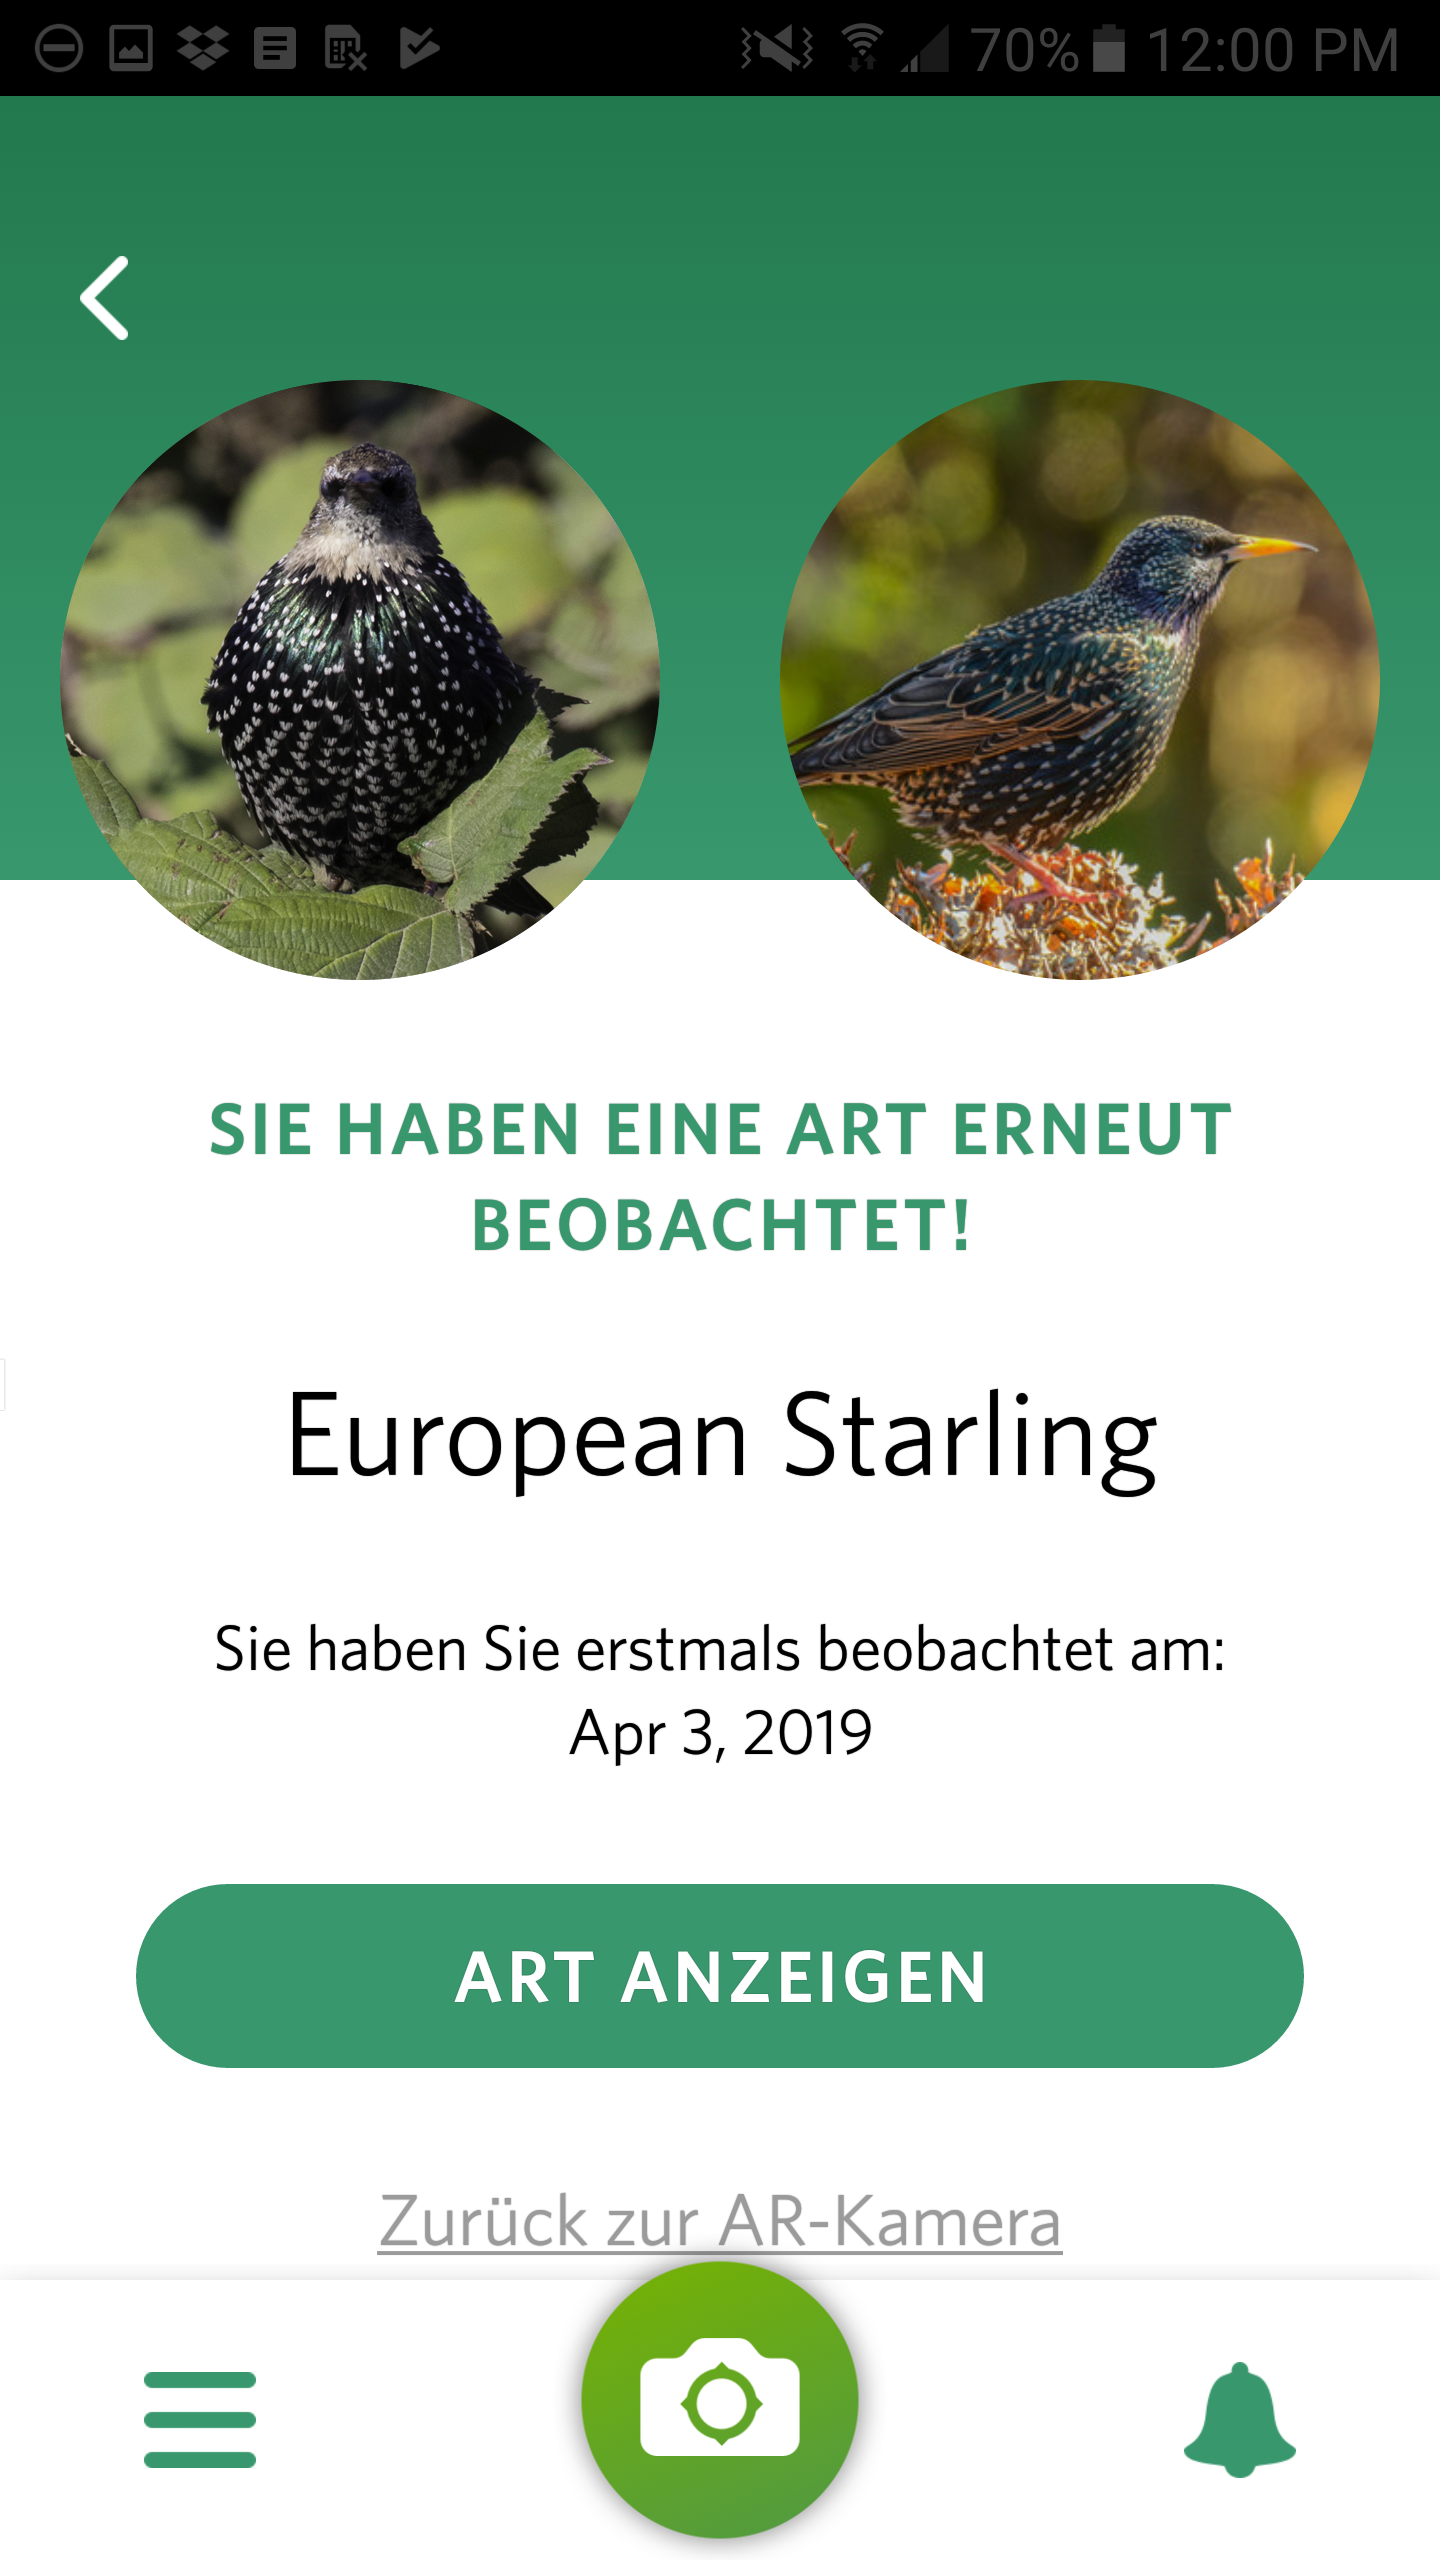 70% 12:00 PM
SIE HABEN EINE ART ERNEUT
BEOBACHTET!
European Starling
Sie haben Sie erstmals beobachtet am:
Apr 3, 2019
ART ANZEIGEN
Zurück zur AR-Kamera